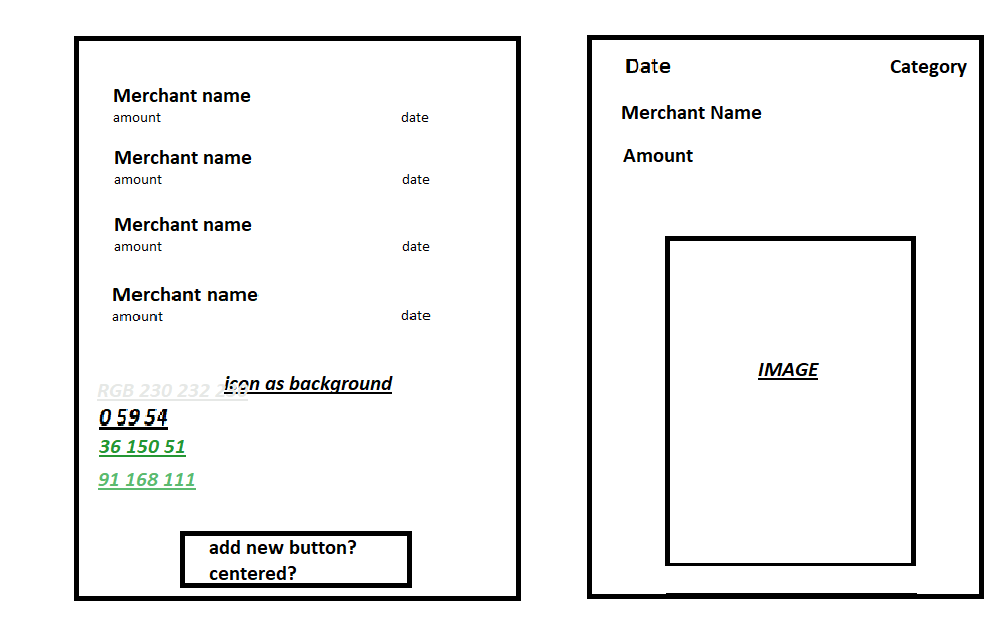 Merchant name
amount date
Merchant name
amount date
Merchant name
amount date
Merchant name
amount date
icon as background
RGB 230 232 230
0 59 54
36 150 51
91 168 111
add new button?
centered?
Date Category
Merchant Name
Amount
IMAGE